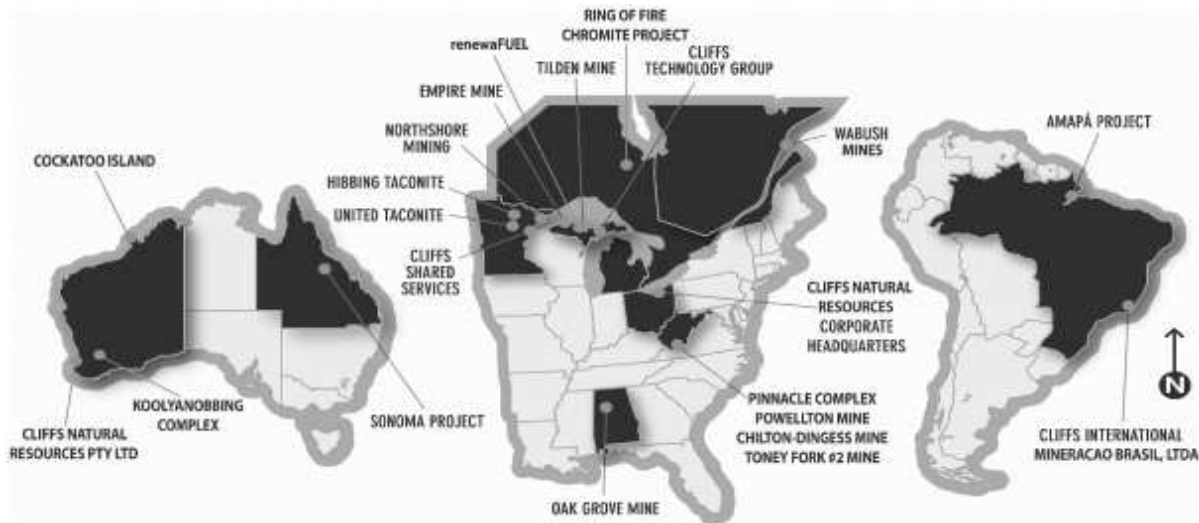 RING OF FIRE
CHROMITE PROJECT
renewaFUEL
TILDEN MINE
CLIFFS
TECHNOLOGY GROUP
EMPIRE MINE
NORTHSHORE
MINING
HIBBING TACONITE
UNITED TACONITE
CLIFFS
SHARED
SERVICES
WABUSH
MINES
CLIFFS NATURAL
RESOURCES
CORPORATE
HEADQUARTERS
PINNACLE COMPLEX
POWELLTON MINE
CHILTON-DINGESS MINE
TONEY FORK #2 MINE
OAK GROVE MINE
COCKATOO ISLAND
KOOLYANOBBING
COMPLEX
SONOMA PROJECT
CLIFFS NATURAL
RESOURCES PTY LTD
AMAPÁ PROJECT
CLIFFS INTERNATIONAL
MINERACAO BRASIL, LTDA
N